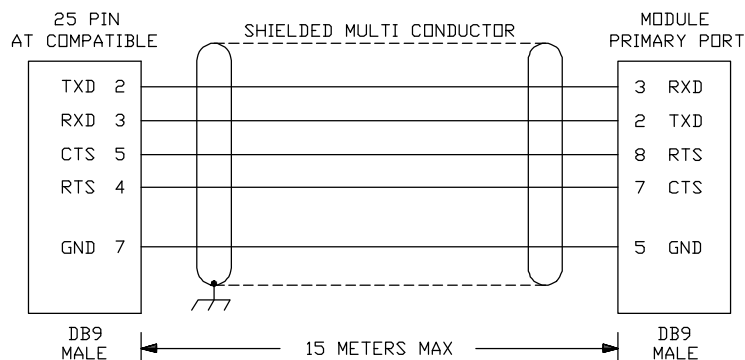 25 PIN
AT COMPATIBLE
SHIELDED MULTI CONDUCTOR
MODULE
PRIMARY PORT
TXD 2
3 RXD
RXD 3
2 TXD
CTS 5
8 RTS
RTS 4
7 CTS
GND 7
5 GND
DB9
MALE
15 METERS MAX
DB9
MALE